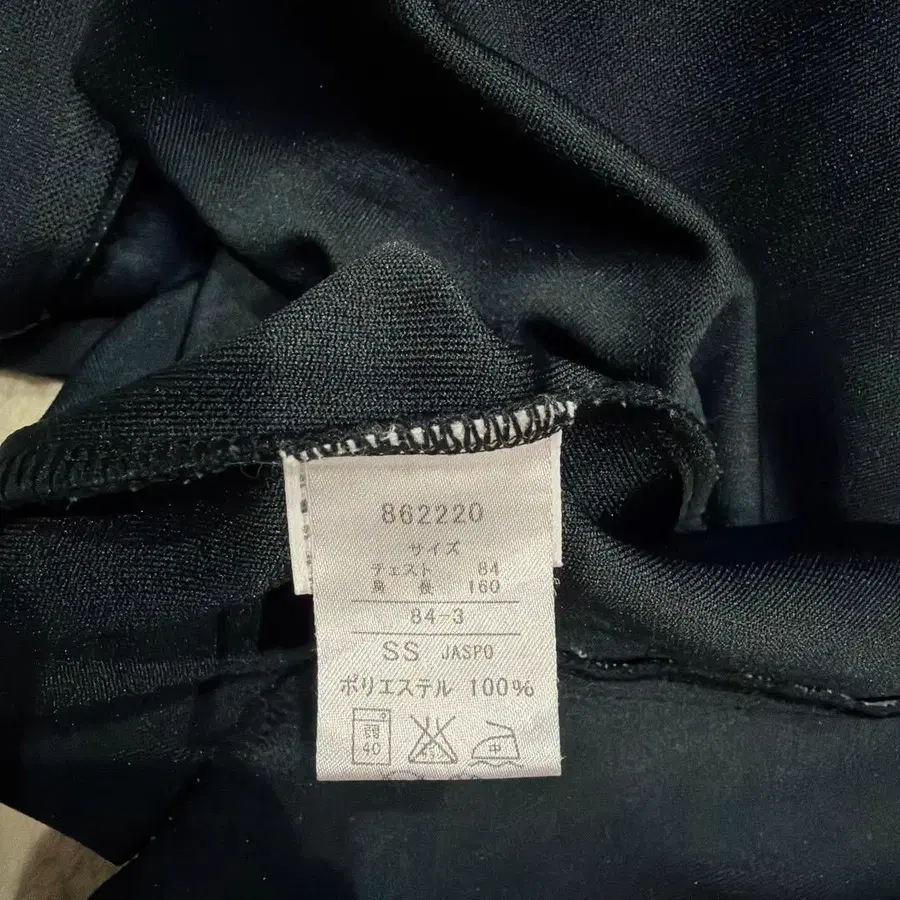 862220
サイズ
チェスト 84
身長 160
84-3
SS JASPO
ポリエステル 100%
弱 40 中